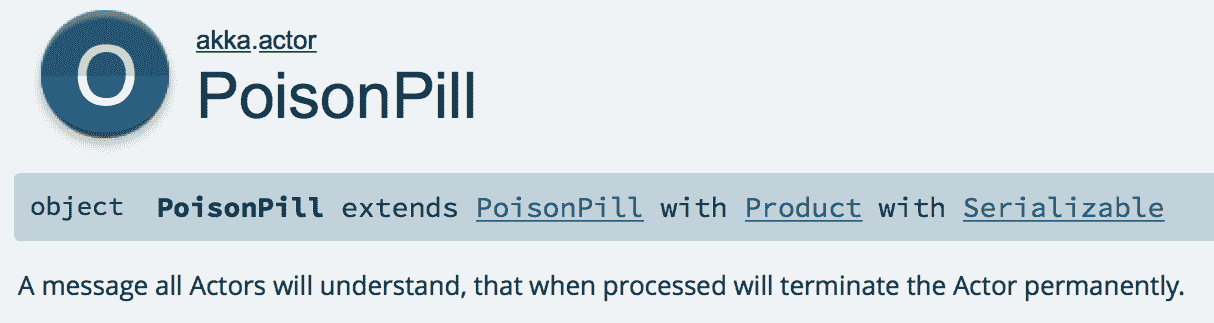 O
akka.actor
PoisonPill
object PoisonPill extends PoisonPill with Product with Serializable
A message all Actors will understand, that when processed will terminate the Actor permanently.